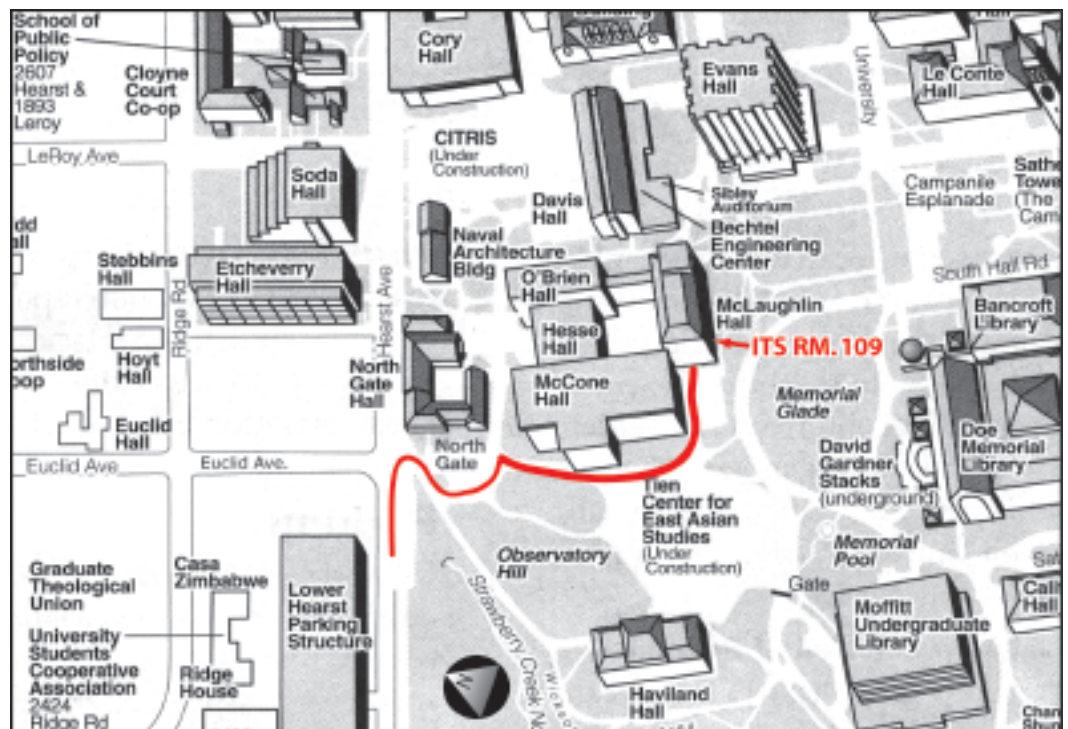 School of
Public
Policy
2607
Hearst &
1893
Leroy
Cloyne
Court
Co-op
Cory
Hall
Evans
Hall
University
Le Conte
Hall
LeRoy Ave
CITRIS
(Under
Construction)
Soda
Hall
Davis
Hall
Sibley
Auditorium
Bechtel
Engineering
Center
Campanile
Esplanade
(The
Naval
Architecture
Bldg
Stebbins
Hall
Etcheverry
Hall
O'Brien
Hall
South Hall Rd
Ridge Rd
Hearst Ave
McLaughlin
Hall
Bancroft
Library
Hesse
Hall
ITS RM. 109
Hoyt
Hall
North
Gate
Hall
McCone
Hall
Memorial
Glade
Euclid
Hall
North
Gate
Doe
Memorial
Library
David
Gardner
Stacks
(underground)
Euclid Ave
Euclid Ave.
Tien
Center for
East Asian
Studies
(Under
Construction)
Observatory
Hill
Memorial
Pool
Gate
Graduate
Theological
Union
Casa
Zimbabwe
Lower
Hearst
Parking
Structure
Strawberry Creek
Moffitt
Undergraduate
Library
Hall
University
Students'
Cooperative
Association
2424
Ridge Rd
Ridge
House
N
Haviland
Hall